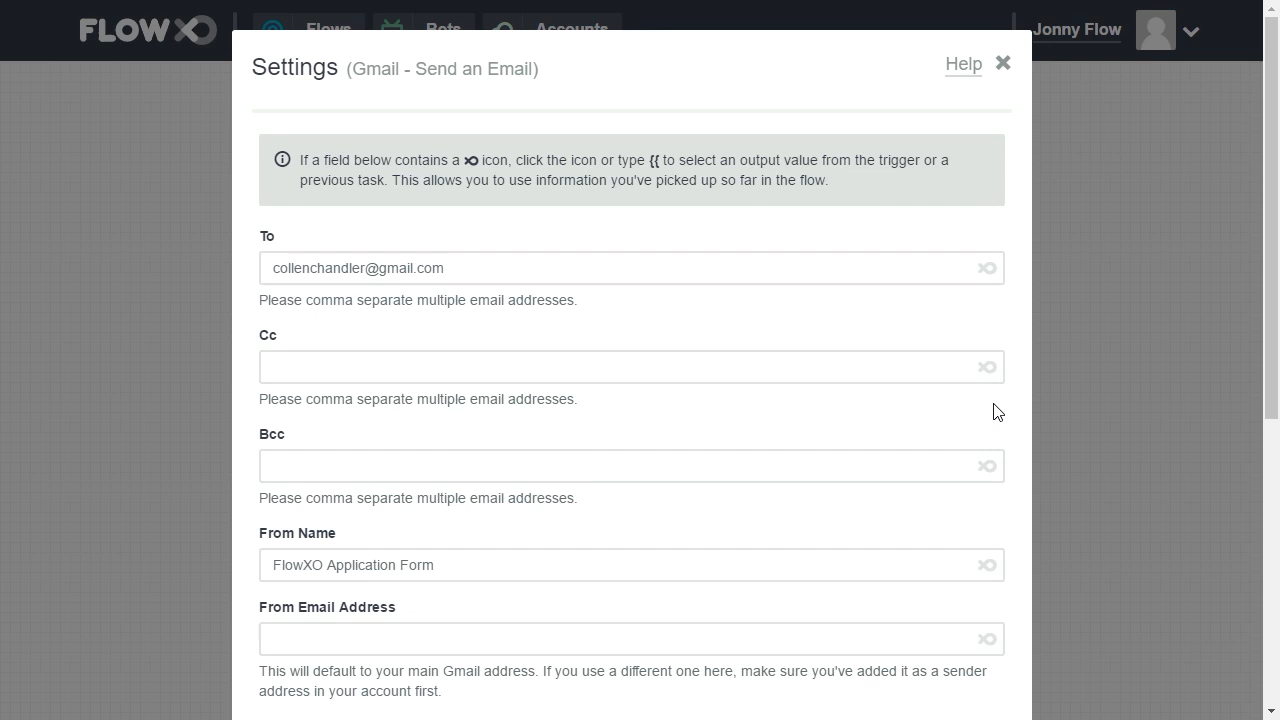 FLOW XO
Flows
Bots
Accounts
Jonny Flow
Settings (Gmail - Send an Email)
Help
If a field below contains a icon, click the icon or type {{ to select an output value from the trigger or a
previous task. This allows you to use information you've picked up so far in the flow.
To
collenchandler@gmail.com
Please comma separate multiple email addresses.
Cc
Please comma separate multiple email addresses.
Bcc
Please comma separate multiple email addresses.
From Name
FlowXO Application Form
From Email Address
This will default to your main Gmail address. If you use a different one here, make sure you've added it as a sender
address in your account first.